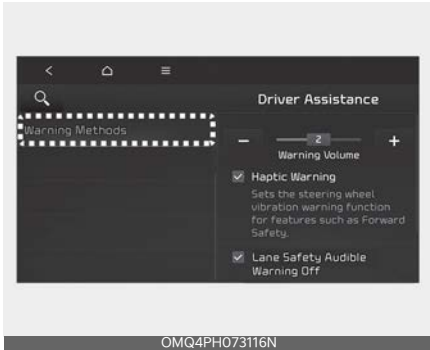 Driver Assistance
Warning Methods
− 2 +
Warning Volume
Haptic Warning
Sets the steering wheel
vibration warning function
for features such as Forward
Safety.
Lane Safety Audible
Warning Off
OMQ4PH073116N